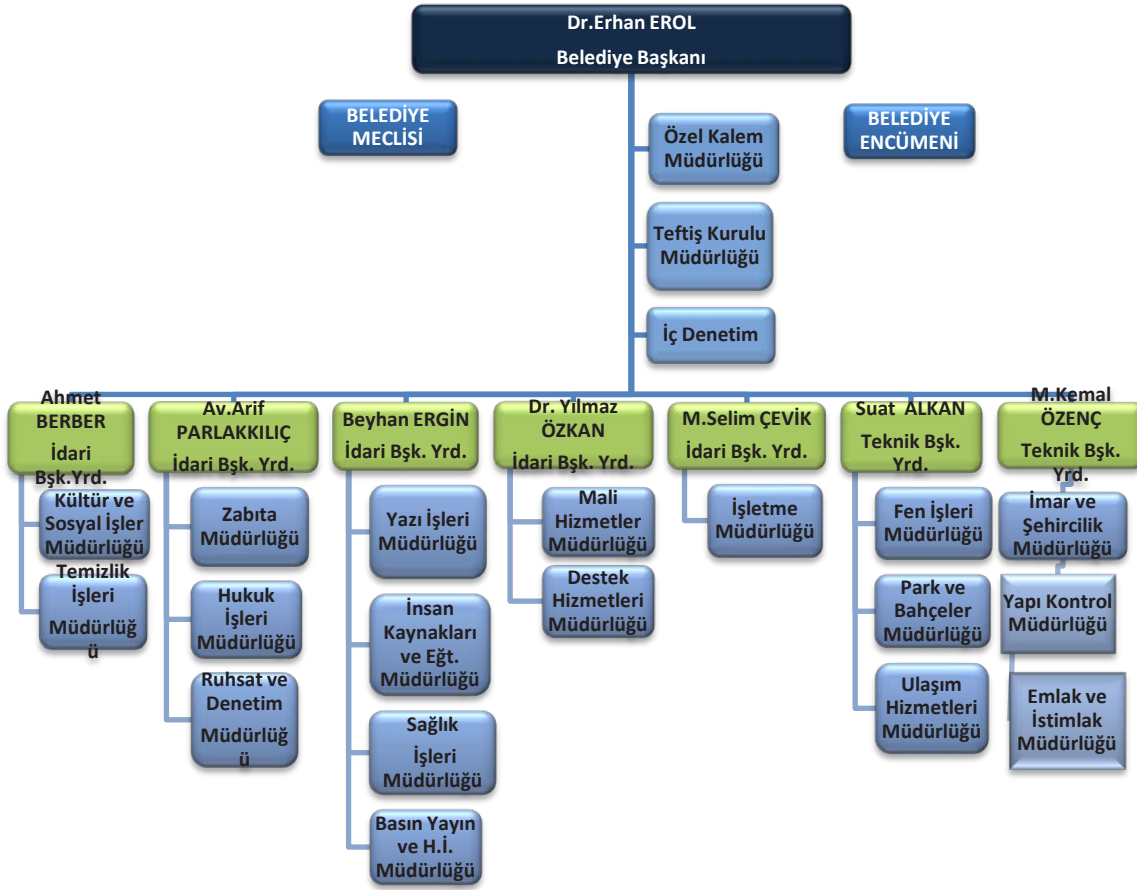 Dr.Erhan EROL
Belediye Başkanı
BELEDİYE
MECLİSİ
BELEDİYE
ENCÜMENİ
Özel Kalem
Müdürlüğü
Teftiş Kurulu
Müdürlüğü
İç Denetim
Ahmet
BERBER
İdari
Bşk.Yrd.
Kültür ve
Sosyal İşler
Müdürlüğü
Temizlik
İşleri
Müdürlüğ
ü
Av.Arif
PARLAKKILIÇ
İdari Bşk. Yrd.
Zabıta
Müdürlüğü
Hukuk
İşleri
Müdürlüğü
Ruhsat ve
Denetim
Müdürlüğ
ü
Beyhan ERGİN
İdari Bşk. Yrd.
Yazı İşleri
Müdürlüğü
İnsan
Kaynakları
ve Eğt.
Müdürlüğü
Sağlık
İşleri
Müdürlüğü
Basın Yayın
ve H.İ.
Müdürlüğü
Dr. Yılmaz
ÖZKAN
İdari Bşk. Yrd.
Mali
Hizmetler
Müdürlüğü
Destek
Hizmetleri
Müdürlüğü
M.Selim ÇEVİK
İdari Bşk. Yrd.
İşletme
Müdürlüğü
Suat ALKAN
Teknik Bşk.
Yrd.
Fen İşleri
Müdürlüğü
Park ve
Bahçeler
Müdürlüğü
Ulaşım
Hizmetleri
Müdürlüğü
M.Kemal
ÖZENÇ
Teknik Bşk.
Yrd.
İmar ve
Şehircilik
Müdürlüğü
Yapı Kontrol
Müdürlüğü
Emlak ve
İstimlak
Müdürlüğü